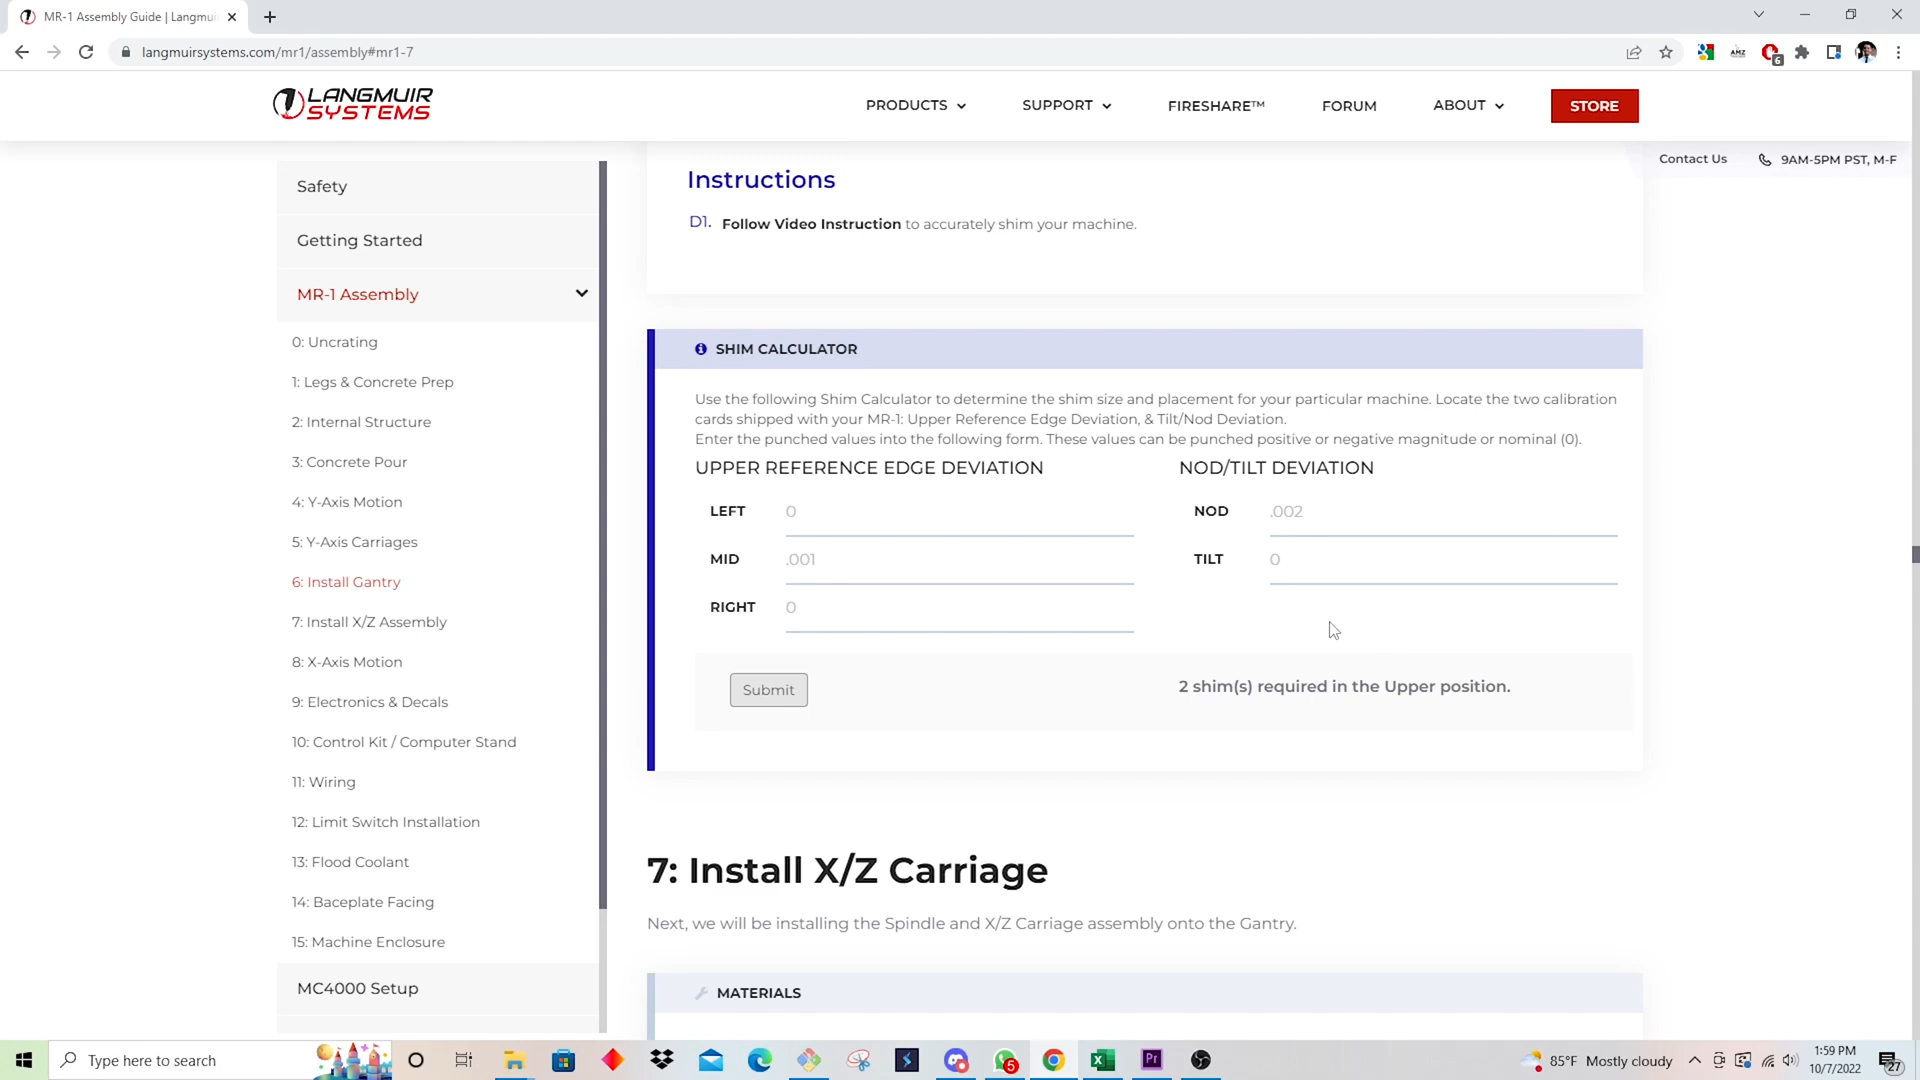 MR-1 Assembly Guide | Langmui
langmuirsystems.com/mr1/assembly#mr1-7
AMZ
6
LANGMUIR
SYSTEMS
PRODUCTS
SUPPORT
FIRESHARE™
FORUM
ABOUT
STORE
Contact Us
9AM-5PM PST, M-F
Safety
Getting Started
MR-1 Assembly
0: Uncrating
1: Legs & Concrete Prep
2: Internal Structure
3: Concrete Pour
4: Y-Axis Motion
5: Y-Axis Carriages
6: Install Gantry
7: Install X/Z Assembly
8: X-Axis Motion
9: Electronics & Decals
10: Control Kit / Computer Stand
11: Wiring
12: Limit Switch Installation
13: Flood Coolant
14: Baceplate Facing
15: Machine Enclosure
MC4000 Setup
Instructions
D1. Follow Video Instruction to accurately shim your machine.
SHIM CALCULATOR
Use the following Shim Calculator to determine the shim size and placement for your particular machine. Locate the two calibration
cards shipped with your MR-1: Upper Reference Edge Deviation, & Tilt/Nod Deviation.
Enter the punched values into the following form. These values can be punched positive or negative magnitude or nominal (0).
UPPER REFERENCE EDGE DEVIATION
LEFT 0
MID .001
RIGHT 0
NOD/TILT DEVIATION
NOD .002
TILT 0
Submit
2 shim(s) required in the Upper position.
7: Install X/Z Carriage
Next, we will be installing the Spindle and X/Z Carriage assembly onto the Gantry.
MATERIALS
Type here to search
5
Pr
85°F Mostly cloudy
1:59 PM
10/7/2022
27